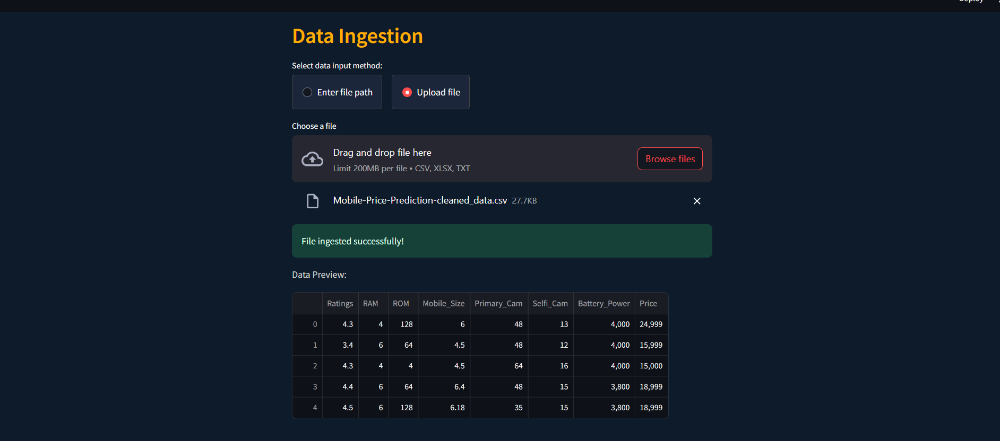 Deploy
Data Ingestion
Select data input method:
Enter file path Upload file
Choose a file
Drag and drop file here
Limit 200MB per file • CSV, XLSX, TXT
Browse files
Mobile-Price-Prediction-cleaned_data.csv 27.7KB
File ingested successfully!
Data Preview:
Ratings RAM ROM Mobile_Size Primary_Cam Selfi_Cam Battery_Power Price
0 4.3 4 128 6 48 13 4,000 24,999
1 3.4 6 64 4.5 48 12 4,000 15,999
2 4.3 4 4 4.5 64 16 4,000 15,000
3 4.4 6 64 6.4 48 15 3,800 18,999
4 4.5 6 128 6.18 35 15 3,800 18,999